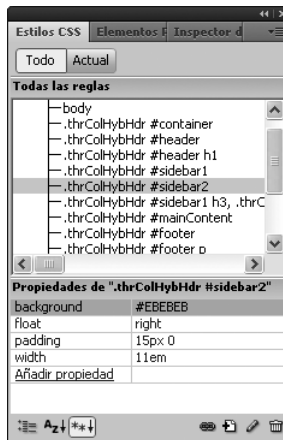 Estilos CSS Elementos Inspector d
Todo Actual
Todas las reglas
body
.thrColHybHdr #container
.thrColHybHdr #header
.thrColHybHdr #header h1
.thrColHybHdr #sidebar1
.thrColHybHdr #sidebar2
.thrColHybHdr #sidebar1 h3, .thrC
.thrColHybHdr #mainContent
.thrColHybHdr #footer
.thrColHybHdr #footer p
Propiedades de ".thrColHybHdr #sidebar2"
background #EBEBEB
float right
padding 15px 0
width 11em
Añadir propiedad